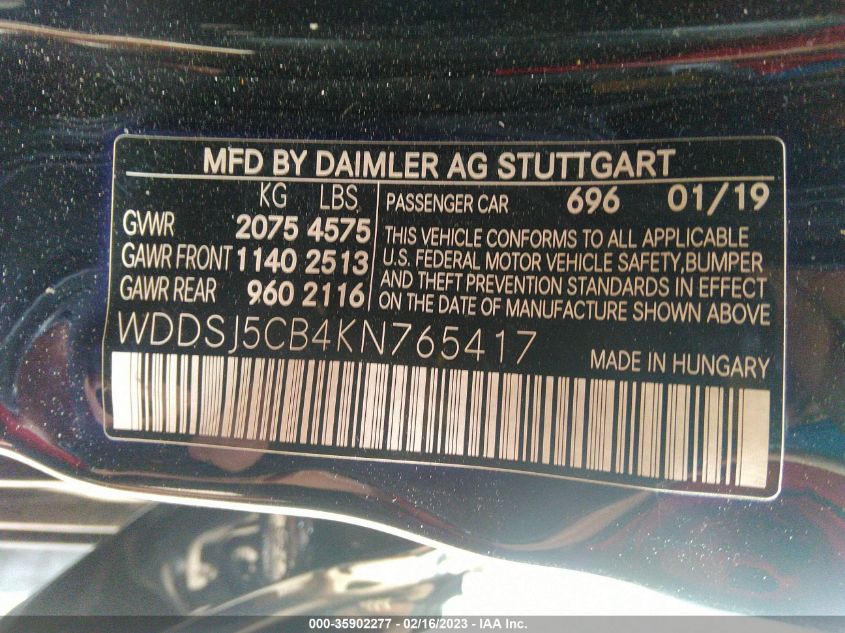 MFD BY DAIMLER AG STUTTGART
KG LBS
GVWR 2075 4575
GAWR FRONT 1140 2513
GAWR REAR 960 2116
PASSENGER CAR 696 01/19
THIS VEHICLE CONFORMS TO ALL APPLICABLE
U.S. FEDERAL MOTOR VEHICLE SAFETY, BUMPER
AND THEFT PREVENTION STANDARDS IN EFFECT
ON THE DATE OF MANUFACTURE SHOWN ABOVE
WDDSJ5CB4KN765417
MADE IN HUNGARY
000-35902277 - 02/16/2023 - IAA Inc.